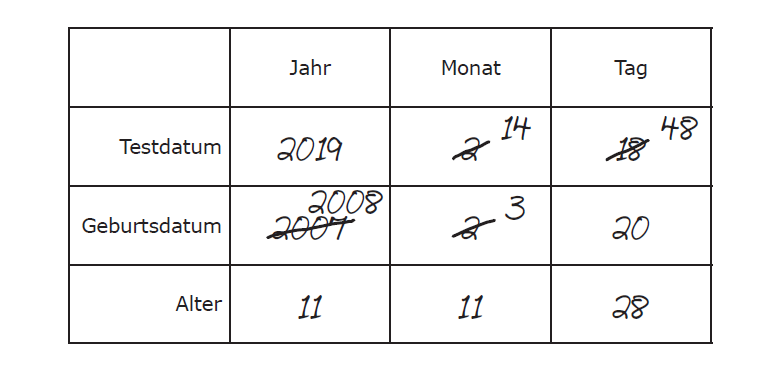 Jahr Monat Tag
Testdatum 2019 2 14 18 48
Geburtsdatum 2007 2008 2 3 20
Alter 11 11 28